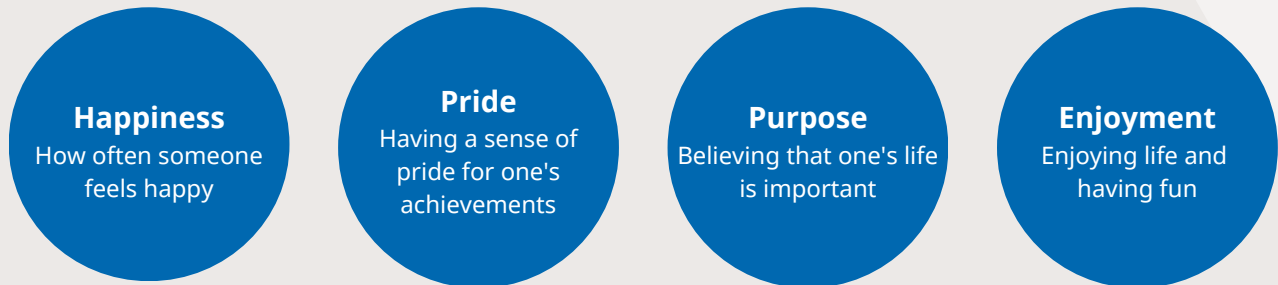 Happiness
How often someone
feels happy
Pride
Having a sense of
pride for one's
achievements
Purpose
Believing that one's life
is important
Enjoyment
Enjoying life and
having fun